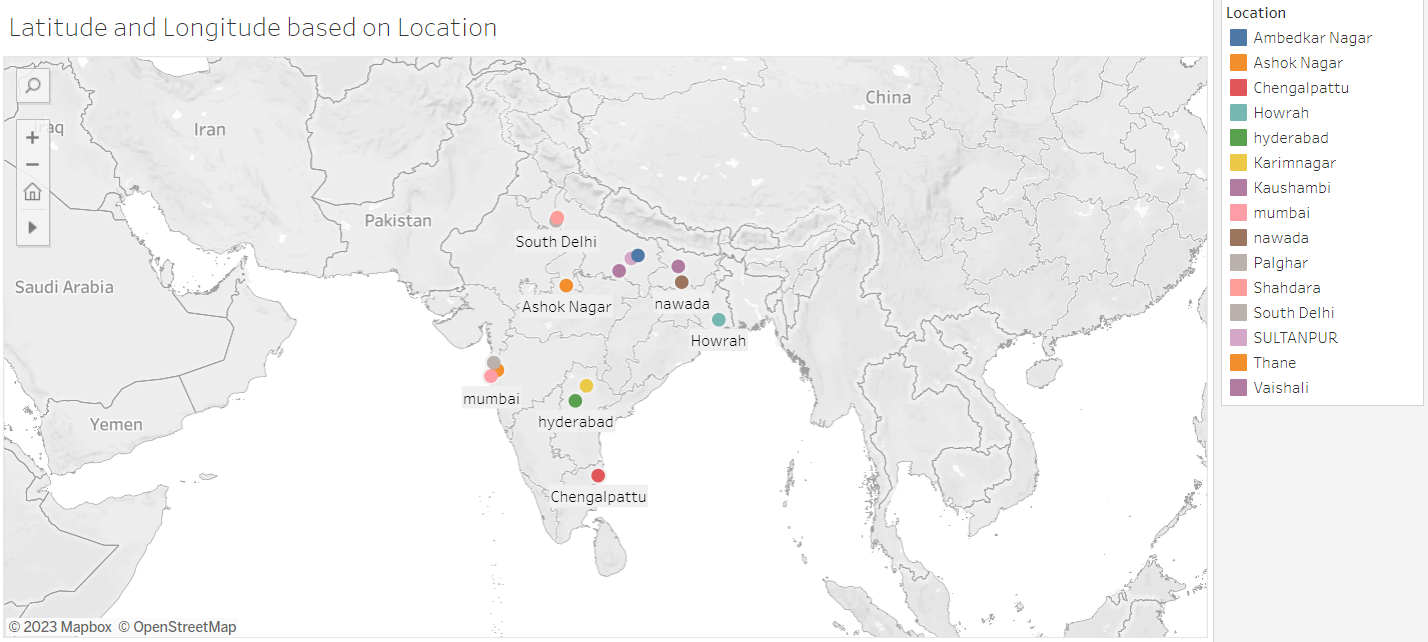 Latitude and Longitude based on Location
Iraq
Iran
China
Pakistan
Saudi Arabia
South Delhi
Ashok Nagar
nawada
Howrah
mumbai
hyderabad
Yemen
Chengalpattu
© 2023 Mapbox © OpenStreetMap
Location
Ambedkar Nagar
Ashok Nagar
Chengalpattu
Howrah
hyderabad
Karimnagar
Kaushambi
mumbai
nawada
Palghar
Shahdara
South Delhi
SULTANPUR
Thane
Vaishali